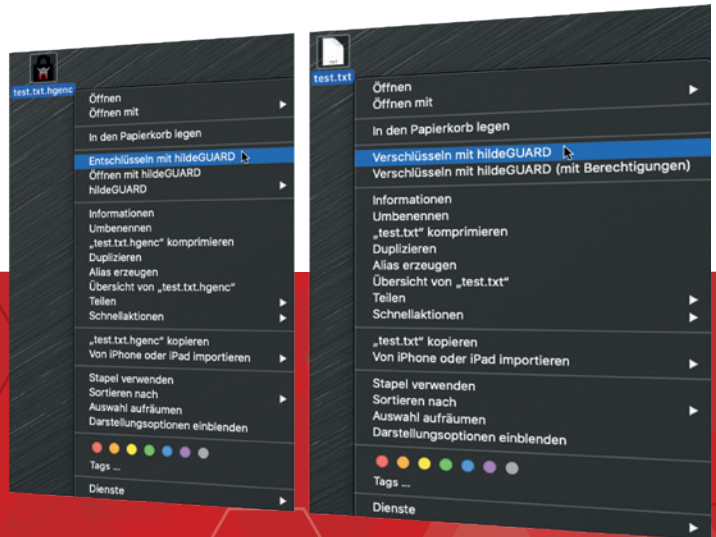 test.txt.hgenc
Öffnen
Öffnen mit
In den Papierkorb legen
Entschlüsseln mit hildeGUARD
Öffnen mit hildeGUARD
hildeGUARD
Informationen
Umbenennen
„test.txt.hgenc“ komprimieren
Duplizieren
Alias erzeugen
Übersicht von „test.txt.hgenc“
Teilen
Schnellaktionen
„test.txt.hgenc“ kopieren
Von iPhone oder iPad importieren
Stapel verwenden
Sortieren nach
Auswahl aufräumen
Darstellungsoptionen einblenden
Tags ...
Dienste
test.txt
Öffnen
Öffnen mit
In den Papierkorb legen
Verschlüsseln mit hildeGUARD
Verschlüsseln mit hildeGUARD (mit Berechtigungen)
Informationen
Umbenennen
„test.txt“ komprimieren
Duplizieren
Alias erzeugen
Übersicht von „test.txt“
Teilen
Schnellaktionen
„test.txt“ kopieren
Von iPhone oder iPad importieren
Stapel verwenden
Sortieren nach
Auswahl aufräumen
Darstellungsoptionen einblenden
Tags ...
Dienste